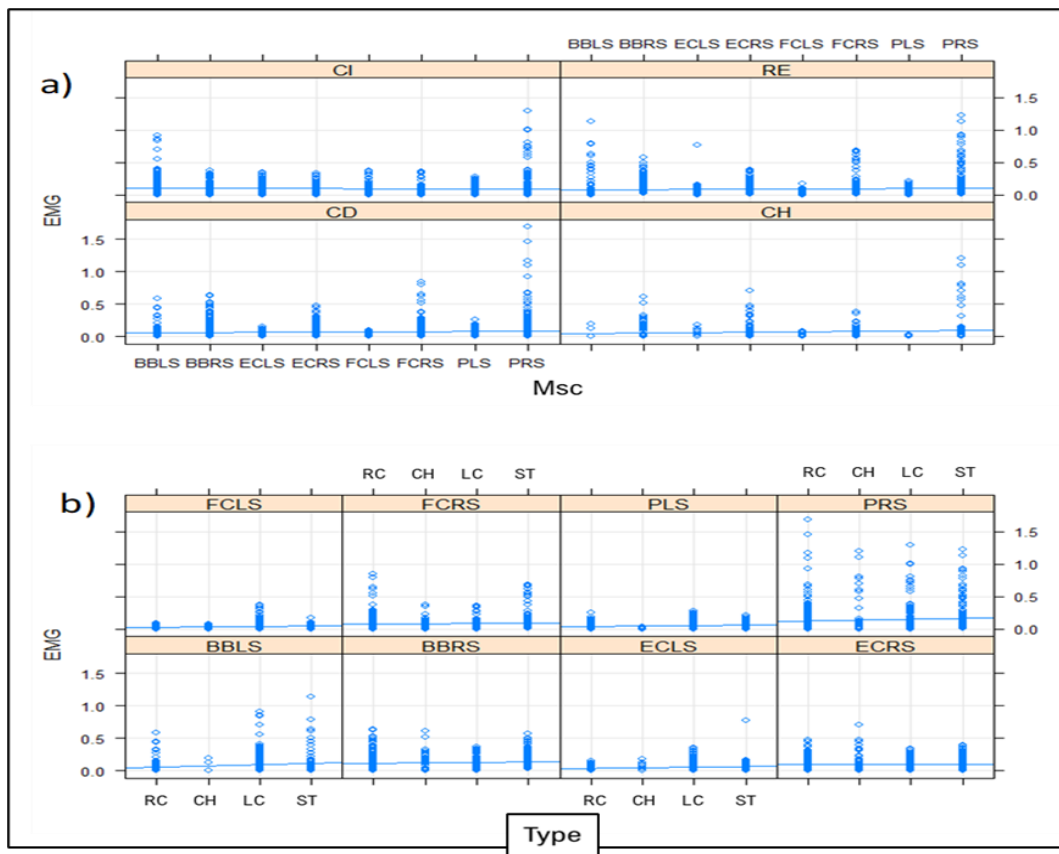 BBLS BBRS ECLS ECRS FCLS FCRS PLS PRS
a)
CI RE
1.5
1.0
0.5
0.0
EMG
CD CH
1.5
1.0
0.5
0.0
BBLS BBRS ECLS ECRS FCLS FCRS PLS PRS
Msc
RC CH LC ST RC CH LC ST
b)
FCLS FCRS PLS PRS
1.5
1.0
0.5
0.0
EMG
BBLS BBRS ECLS ECRS
1.5
1.0
0.5
0.0
RC CH LC ST RC CH LC ST
Type